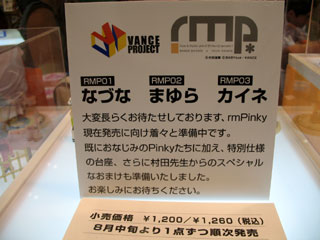 VANCE PROJECT
rmp*
RMP01 RMP02 RMP03
なづな まゆら カイネ
大変長らくお待たせしております、rmPinky
現在発売に向け着々と準備中です。
既におなじみのPinkyたちに加え、特別仕様
の台座、さらに村田先生からのスペシャル
なおまけも準備いたしました。
お楽しみにお待ちください。
小売価格 ¥1,200/¥1,260(税込)
8月中旬より1点ずつ順次発売